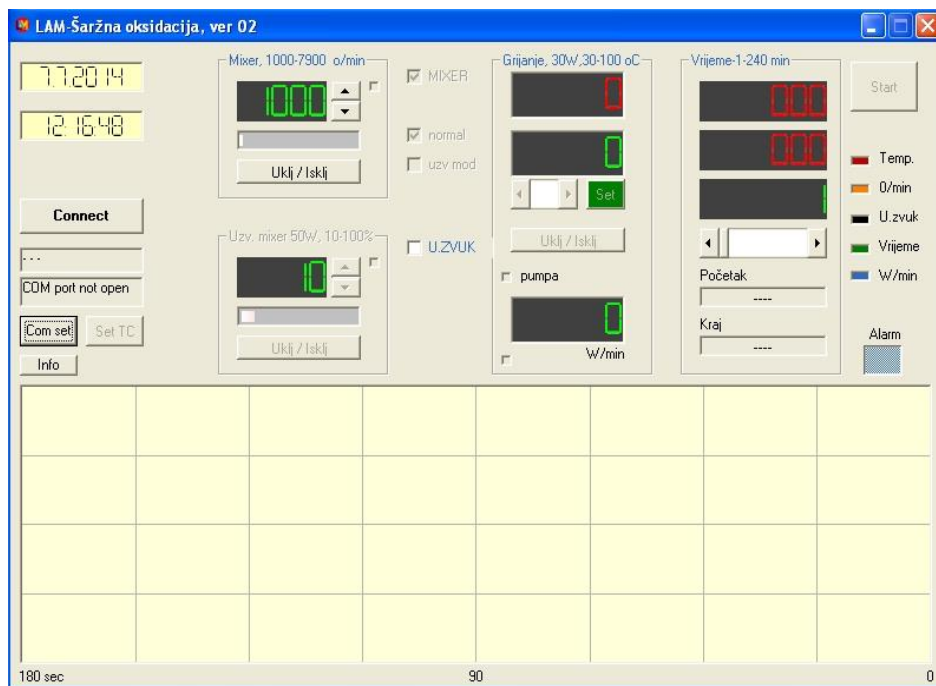 LAM-Šaržna oksidacija, ver 02
7.7.2014
12:16:48
Connect
---
COM port not open
Com set
Set TC
Info
Mixer, 1000-7900 o/min
1000
Uklj / Isklj
Uzv. mixer 50W, 10-100%
10
Uklj / Isklj
MIXER
normal
uzv mod
U.ZVUK
Grijanje, 30W,30-100 oC
0
0
Set
Uklj / Isklj
pumpa
0
W/min
Vrijeme-1-240 min
000
000
1
Početak
----
Kraj
----
Start
Temp.
O/min
U.zvuk
Vrijeme
W/min
Alarm
180 sec
90
0